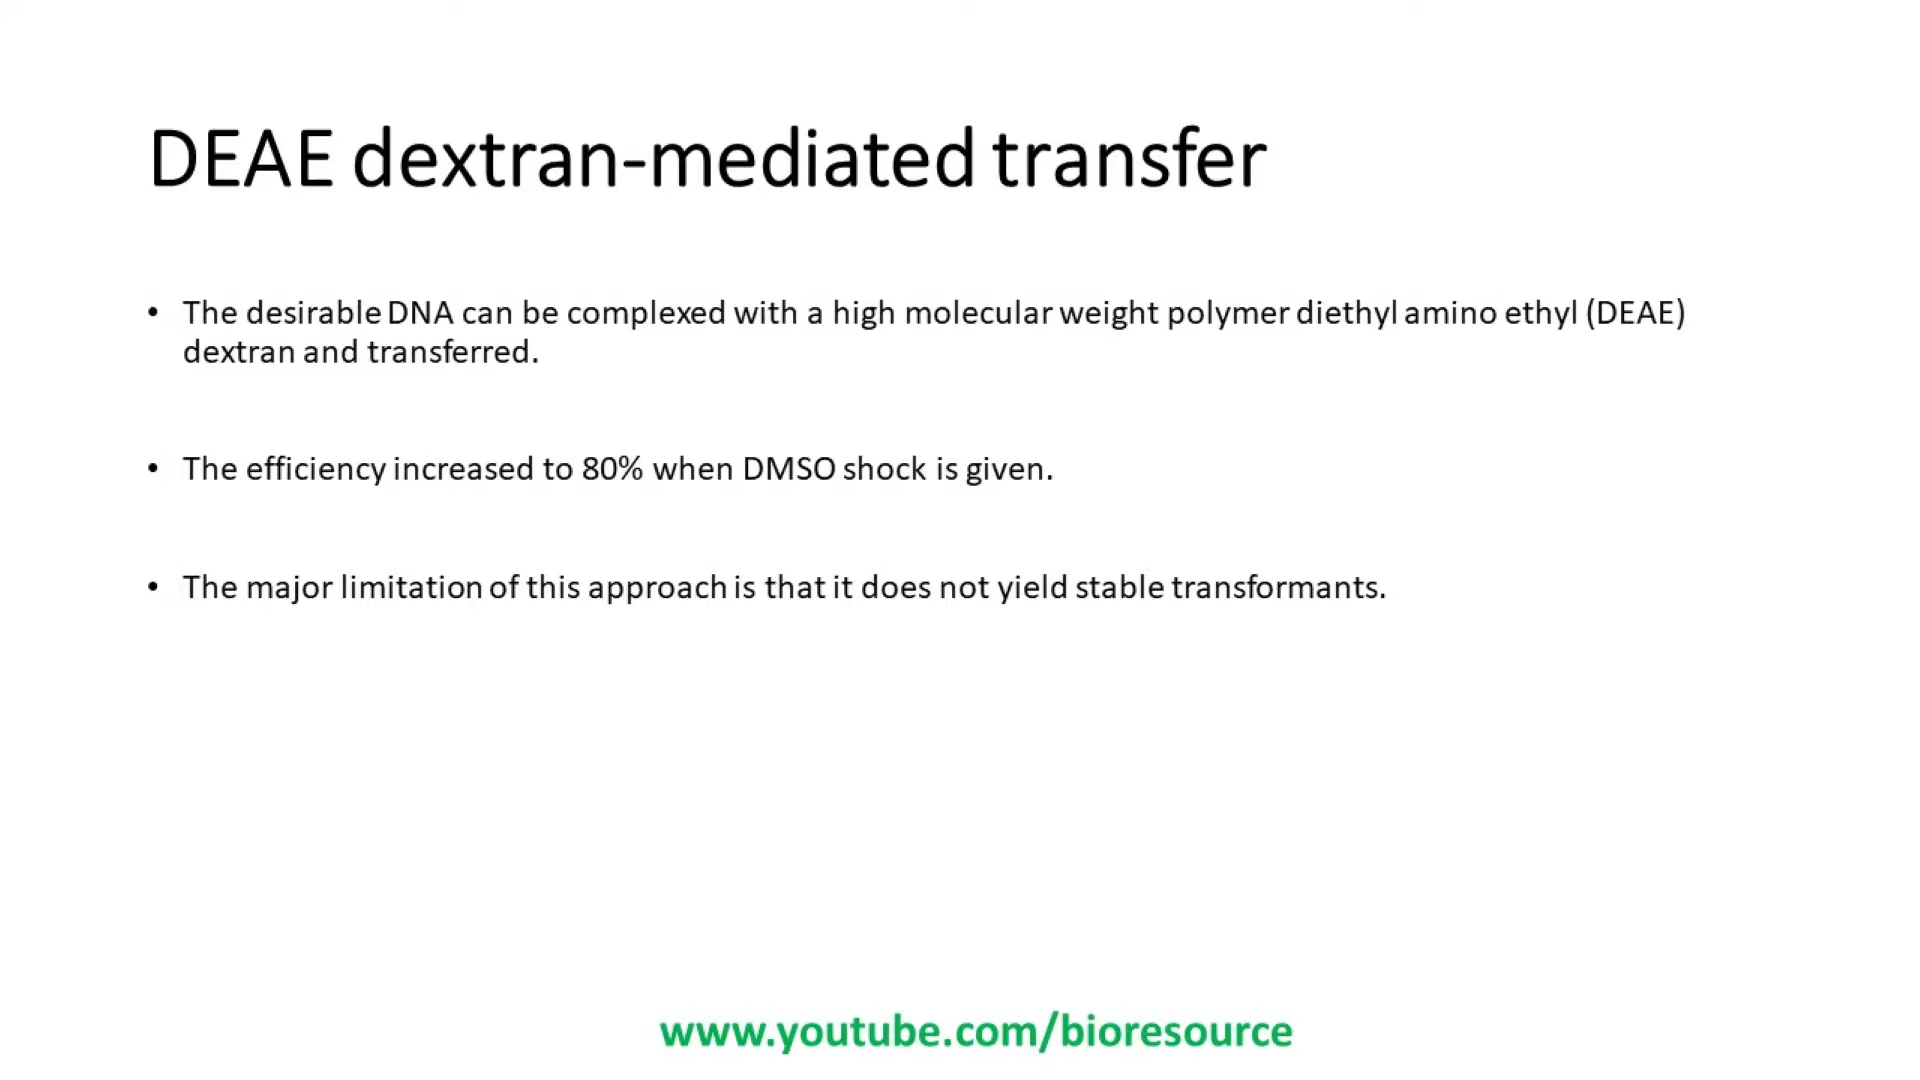 DEAE dextran-mediated transfer
• The desirable DNA can be complexed with a high molecular weight polymer diethyl amino ethyl (DEAE)
dextran and transferred.
• The efficiency increased to 80% when DMSO shock is given.
• The major limitation of this approach is that it does not yield stable transformants.
www.youtube.com/bioresource